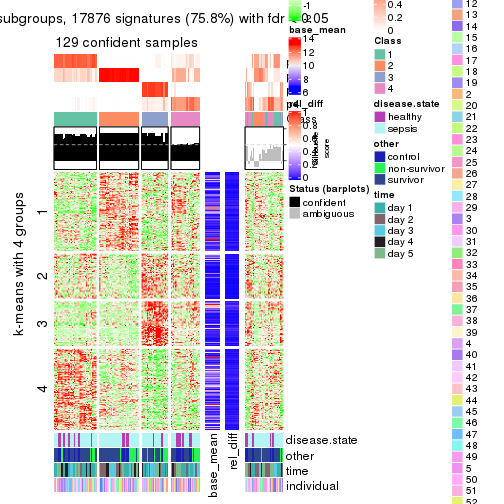 subgroups, 17876 signatures (75.8%) with fdr < 0.05
129 confident samples
k-means with 4 groups
1
2
3
4
base_mean
rel_diff
disease.state
other
time
individual
-1
base_mean
14
12
10
8
6
rel_diff
1
0.8
0.6
0.4
0.2
0
score
Status (barplots)
confident
ambiguous
0.4
0.2
0
Class
1
2
3
4
disease.state
healthy
sepsis
other
control
non-survivor
survivor
time
day 1
day 2
day 3
day 4
day 5
12
13
14
15
16
17
18
19
2
20
21
22
23
24
25
26
27
28
29
3
30
31
32
33
34
35
36
37
38
39
4
40
41
42
43
44
45
46
47
48
49
5
50
51
52